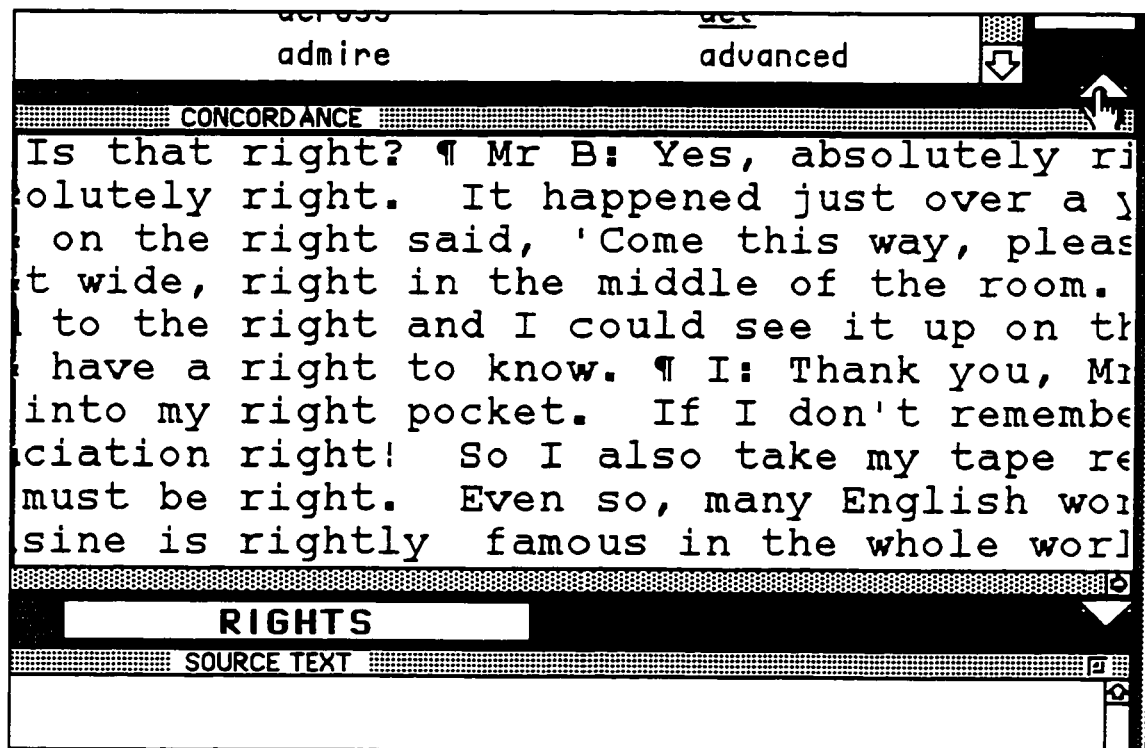 across act
admire advanced
CONCORDANCE
Is that right? ¶ Mr B: Yes, absolutely ri
olutely right. It happened just over a y
on the right said, 'Come this way, pleas
t wide, right in the middle of the room.
to the right and I could see it up on th
have a right to know. ¶ I: Thank you, Mr
into my right pocket. If I don't remembe
ciation right! So I also take my tape re
must be right. Even so, many English wor
sine is rightly famous in the whole worl
RIGHTS
SOURCE TEXT